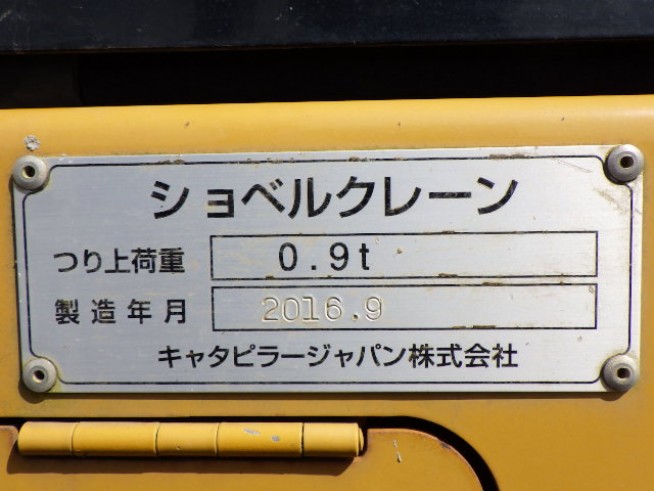 ショベルクレーン
つり上荷重 0.9t
製造年月 2016.9
キャタピラージャパン株式会社